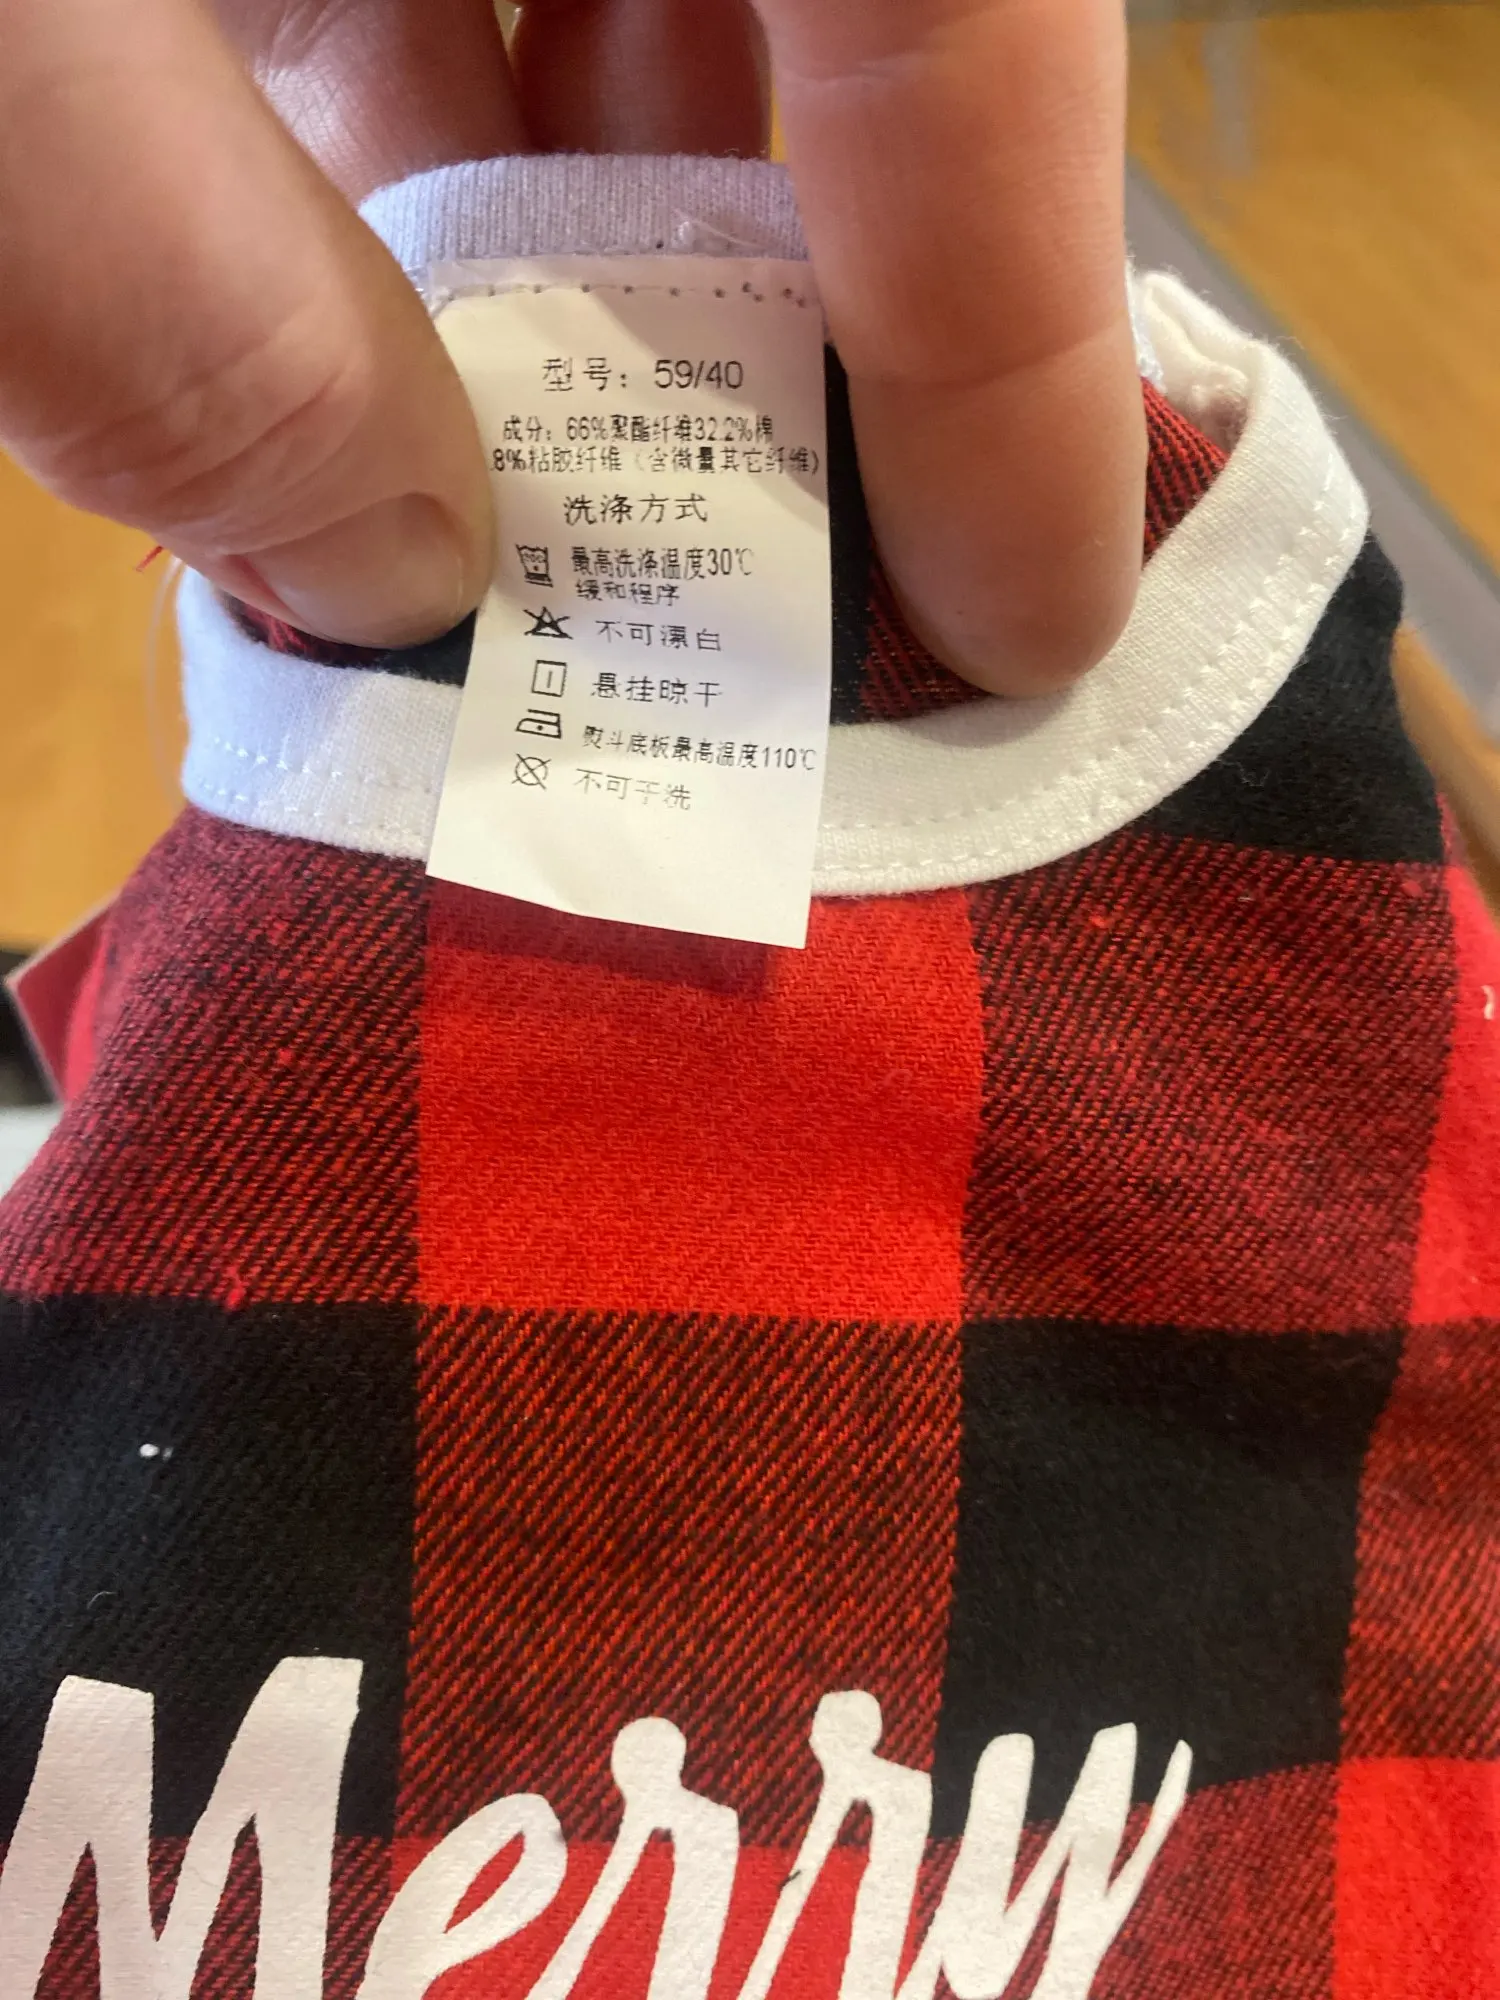 型号：59/40
成分：66%聚酯纤维32.2%棉
.8%粘胶纤维（含微量其它纤维）
洗涤方式
最高洗涤温度30℃
缓和程序
不可漂白
悬挂晾干
熨斗底板最高温度110℃
不可干洗
Merry